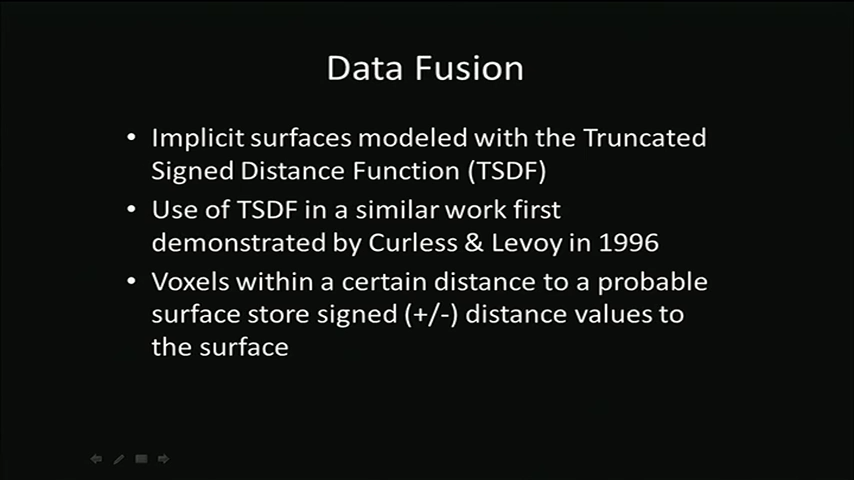 Data Fusion
• Implicit surfaces modeled with the Truncated
Signed Distance Function (TSDF)
• Use of TSDF in a similar work first
demonstrated by Curless & Levoy in 1996
• Voxels within a certain distance to a probable
surface store signed (+/-) distance values to
the surface